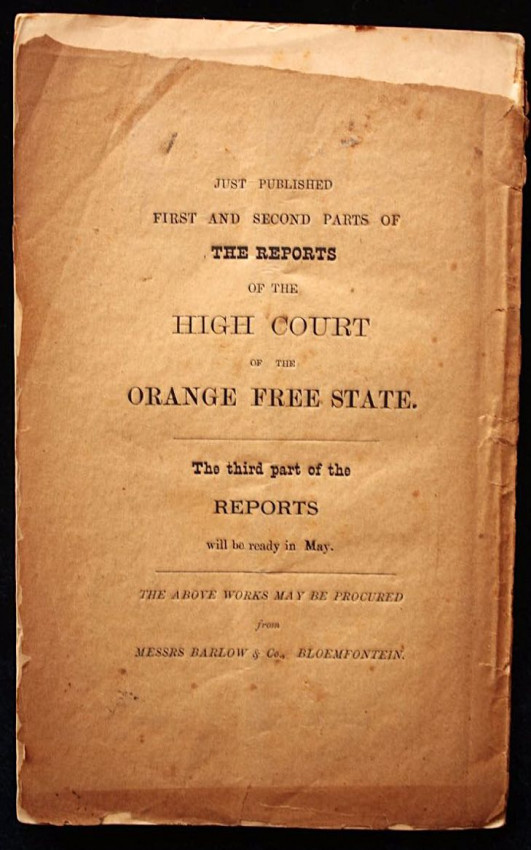 JUST PUBLISHED
FIRST AND SECOND PARTS OF
THE REPORTS
OF THE
HIGH COURT
OF THE
ORANGE FREE STATE.
The third part of the
REPORTS
will be ready in May.
THE ABOVE WORKS MAY BE PROCURED
from
MESSRS BARLOW & Co., BLOEMFONTEIN.